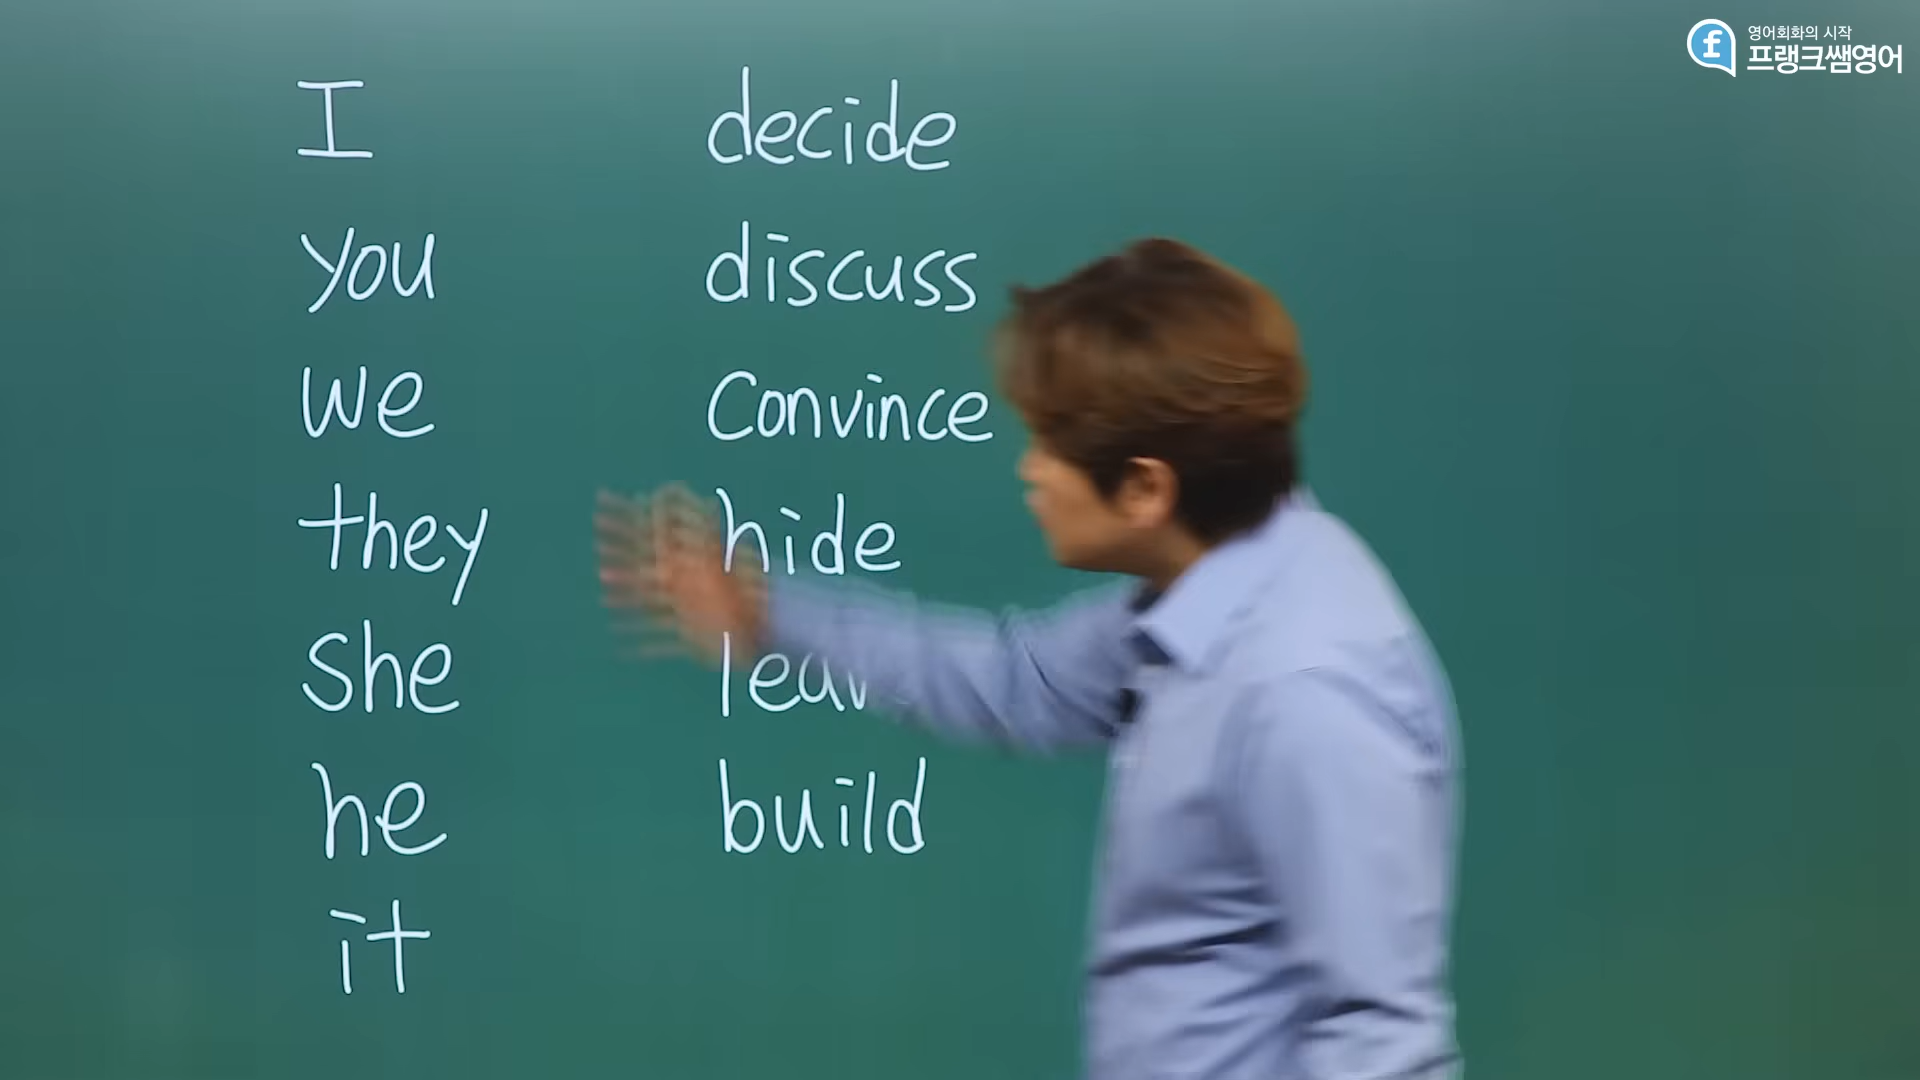 영어회화의 시작
프랭크쌤영어
I decide
you discuss
we Convince
they hide
she
he build
it